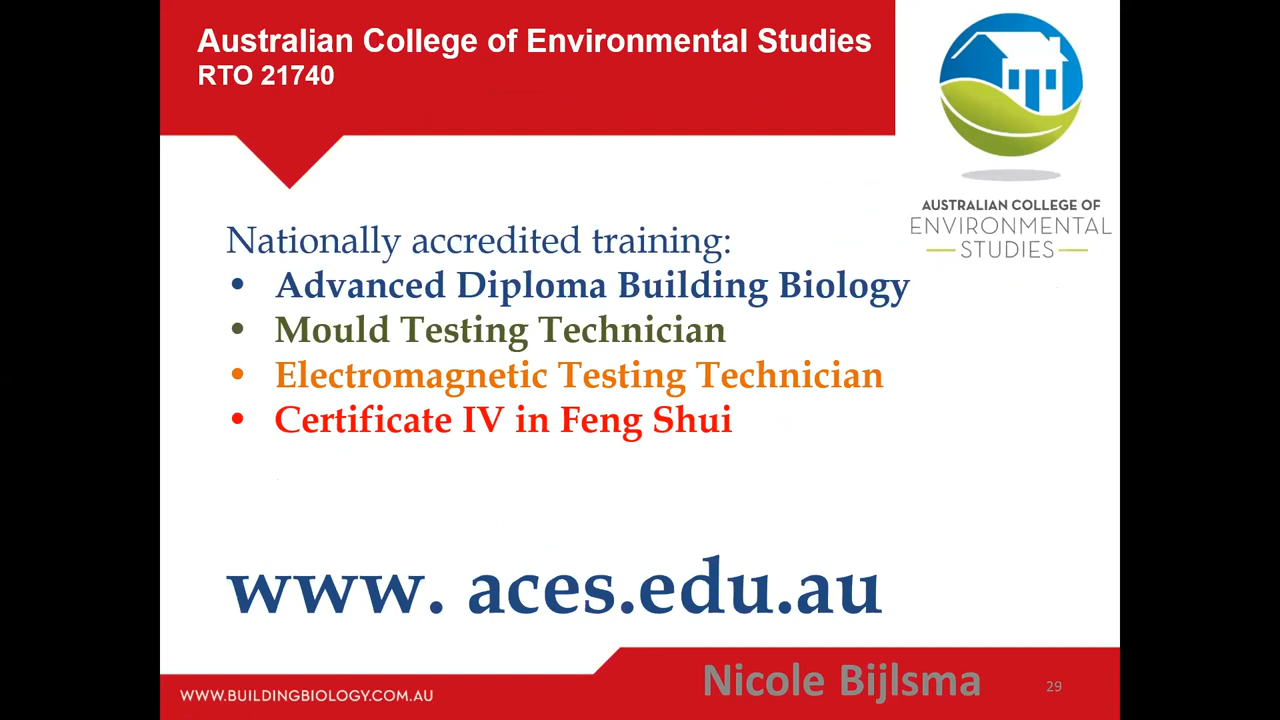 Australian College of Environmental Studies
RTO 21740
AUSTRALIAN COLLEGE OF
ENVIRONMENTAL
STUDIES
Nationally accredited training:
• Advanced Diploma Building Biology
• Mould Testing Technician
• Electromagnetic Testing Technician
• Certificate IV in Feng Shui
www. aces.edu.au
WWW.BUILDINGBIOLOGY.COM.AU
Nicole Bijlsma
29